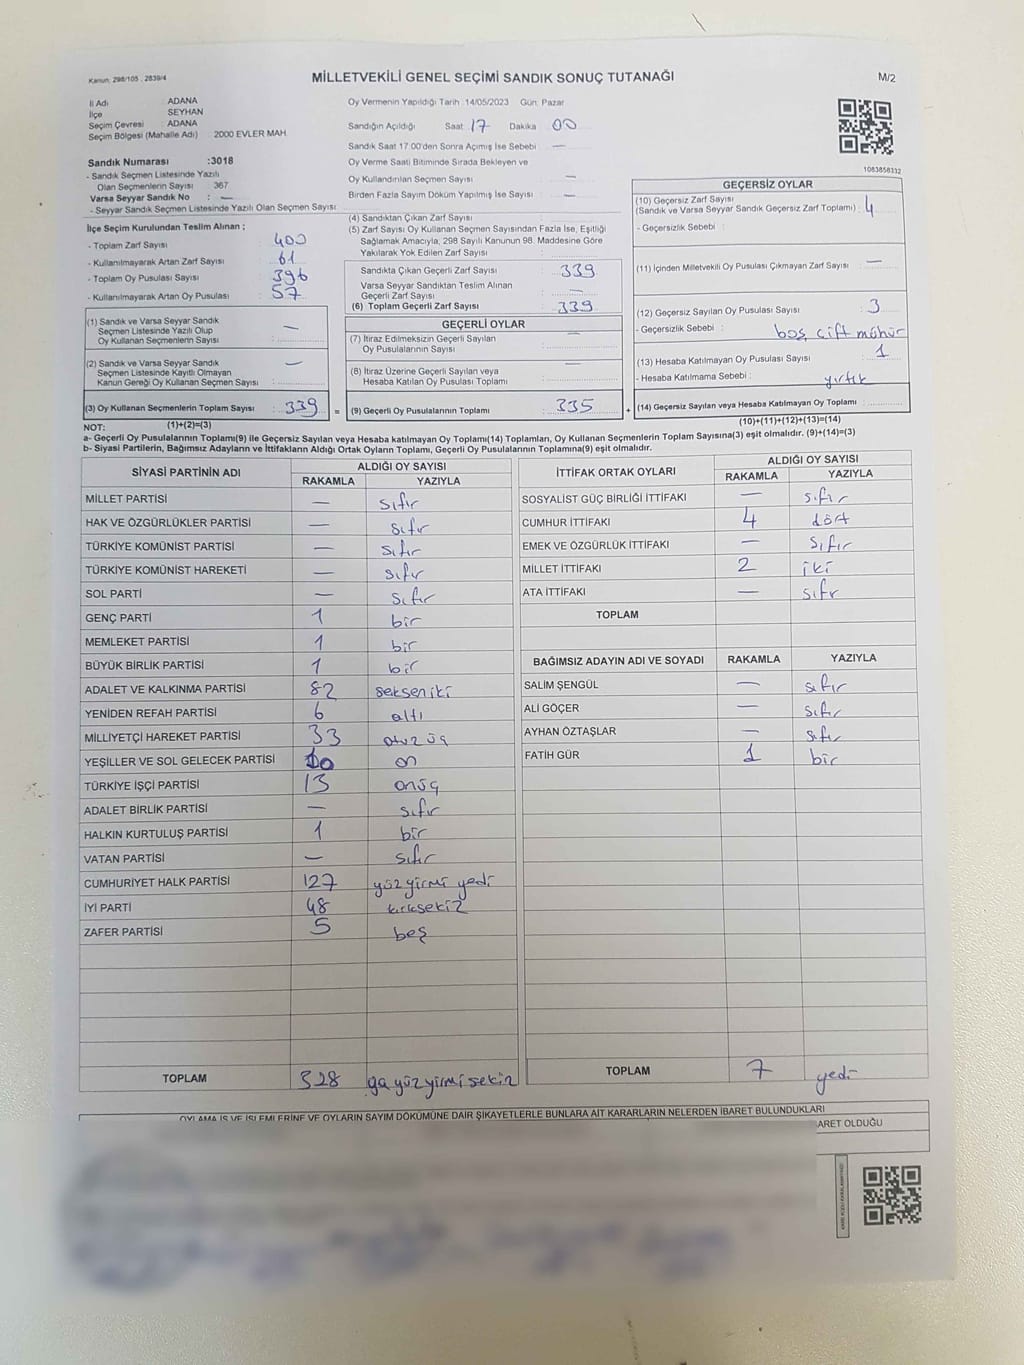 Kanun: 298/105 , 2839/4
MİLLETVEKİLİ GENEL SEÇİMİ SANDIK SONUÇ TUTANAĞI
M/2
İl Adı : ADANA
İlçe : SEYHAN
Seçim Çevresi : ADANA
Seçim Bölgesi (Mahalle Adı) : 2000 EVLER MAH
Sandık Numarası :3018
- Sandık Seçmen Listesinde Yazılı
Olan Seçmenlerin Sayısı : 367
Varsa Seyyar Sandık No : —
- Seyyar Sandık Seçmen Listesinde Yazılı Olan Seçmen Sayısı :
Oy Vermenin Yapıldığı Tarih :14/05/2023 Gün: Pazar
Sandığın Açıldığı Saat 17 Dakika 00
Sandık Saat 17.00'den Sonra Açımış İse Sebebi : —
Oy Verme Saati Bitiminde Sırada Bekleyen ve
Oy Kullandırılan Seçmen Sayısı : —
Birden Fazla Sayım Döküm Yapılmış İse Sayısı : —
1083858332
İlçe Seçim Kurulundan Teslim Alınan ;
- Toplam Zarf Sayısı : 400
- Kullanılmayarak Artan Zarf Sayısı : 61
- Toplam Oy Pusulası Sayısı : 396
- Kullanılmayarak Artan Oy Pusulası : 57
(1) Sandık ve Varsa Seyyar Sandık
Seçmen Listesinde Yazılı Olup
Oy Kullanan Seçmenlerin Sayısı : —
(2) Sandık ve Varsa Seyyar Sandık
Seçmen Listesinde Kayıtlı Olmayan
Kanun Gereği Oy Kullanan Seçmen Sayısı : —
(3) Oy Kullanan Seçmenlerin Toplam Sayısı : 339 =
(4) Sandıktan Çıkan Zarf Sayısı :
(5) Zarf Sayısı Oy Kullanan Seçmen Sayısından Fazla İse, Eşitliği
Sağlamak Amacıyla, 298 Sayılı Kanunun 98. Maddesine Göre
Yakılarak Yok Edilen Zarf Sayısı :
Sandıkta Çıkan Geçerli Zarf Sayısı : 339
Varsa Seyyar Sandıktan Teslim Alınan
Geçerli Zarf Sayısı : —
(6) Toplam Geçerli Zarf Sayısı : 339
GEÇERLİ OYLAR
(7) İtiraz Edilmeksizin Geçerli Sayılan
Oy Pusulalarının Sayısı : —
(8) İtiraz Üzerine Geçerli Sayılan veya
Hesaba Katılan Oy Pusulası Toplamı : —
(9) Geçerli Oy Pusulalarının Toplamı : 335 +
GEÇERSİZ OYLAR
(10) Geçersiz Zarf Sayısı
(Sandık ve Varsa Seyyar Sandık Geçersiz Zarf Toplamı) : 4
- Geçersizlik Sebebi :
(11) İçinden Milletvekili Oy Pusulası Çıkmayan Zarf Sayısı : —
(12) Geçersiz Sayılan Oy Pusulası Sayısı : 3
- Geçersizlik Sebebi : boş, çift mühür
(13) Hesaba Katılmayan Oy Pusulası Sayısı : 1
- Hesaba Katılmama Sebebi : yırtık
(14) Geçersiz Sayılan veya Hesaba Katılmayan Oy Toplamı :
NOT: (1)+(2)=(3) (10)+(11)+(12)+(13)=(14)
a- Geçerli Oy Pusulalarının Toplamı(9) ile Geçersiz Sayılan veya Hesaba katılmayan Oy Toplamı(14) Toplamları, Oy Kullanan Seçmenlerin Toplam Sayısına(3) eşit olmalıdır. (9)+(14)=(3)
b- Siyasi Partilerin, Bağımsız Adayların ve İttifakların Aldığı Ortak Oyların Toplamı, Geçerli Oy Pusulalarının Toplamına(9) eşit olmalıdır.
SİYASİ PARTİNİN ADI ALDIĞI OY SAYISI
RAKAMLA YAZIYLA
MİLLET PARTİSİ — sıfır
HAK VE ÖZGÜRLÜKLER PARTİSİ — sıfır
TÜRKİYE KOMÜNİST PARTİSİ — sıfır
TÜRKİYE KOMÜNİST HAREKETİ — sıfır
SOL PARTİ — sıfır
GENÇ PARTİ 1 bir
MEMLEKET PARTİSİ 1 bir
BÜYÜK BİRLİK PARTİSİ 1 bir
ADALET VE KALKINMA PARTİSİ 82 sekseniki
YENİDEN REFAH PARTİSİ 6 altı
MİLLİYETÇİ HAREKET PARTİSİ 33 otuz üç
YEŞİLLER VE SOL GELECEK PARTİSİ 10 on
TÜRKİYE İŞÇİ PARTİSİ 13 onüç
ADALET BİRLİK PARTİSİ — sıfır
HALKIN KURTULUŞ PARTİSİ 1 bir
VATAN PARTİSİ — sıfır
CUMHURİYET HALK PARTİSİ 127 yüz yirmi yedi
İYİ PARTİ 48 kırksekiz
ZAFER PARTİSİ 5 beş
TOPLAM 328 üçyüz yirmi sekiz
İTTİFAK ORTAK OYLARI ALDIĞI OY SAYISI
RAKAMLA YAZIYLA
SOSYALİST GÜÇ BİRLİĞİ İTTİFAKI — sıfır
CUMHUR İTTİFAKI 4 dört
EMEK VE ÖZGÜRLÜK İTTİFAKI — sıfır
MİLLET İTTİFAKI 2 iki
ATA İTTİFAKI — sıfır
TOPLAM
BAĞIMSIZ ADAYIN ADI VE SOYADI RAKAMLA YAZIYLA
SALİM ŞENGÜL — sıfır
ALİ GÖÇER — sıfır
AYHAN ÖZTAŞLAR — sıfır
FATİH GÜR 1 bir
TOPLAM 7 yedi
OYLAMA İŞ VE İŞLEMLERİNE VE OYLARIN SAYIM DÖKÜMÜNE DAİR ŞİKAYETLERLE BUNLARA AİT KARARLARIN NELERDEN İBARET BULUNDUKLARI
ARET OLDUĞU